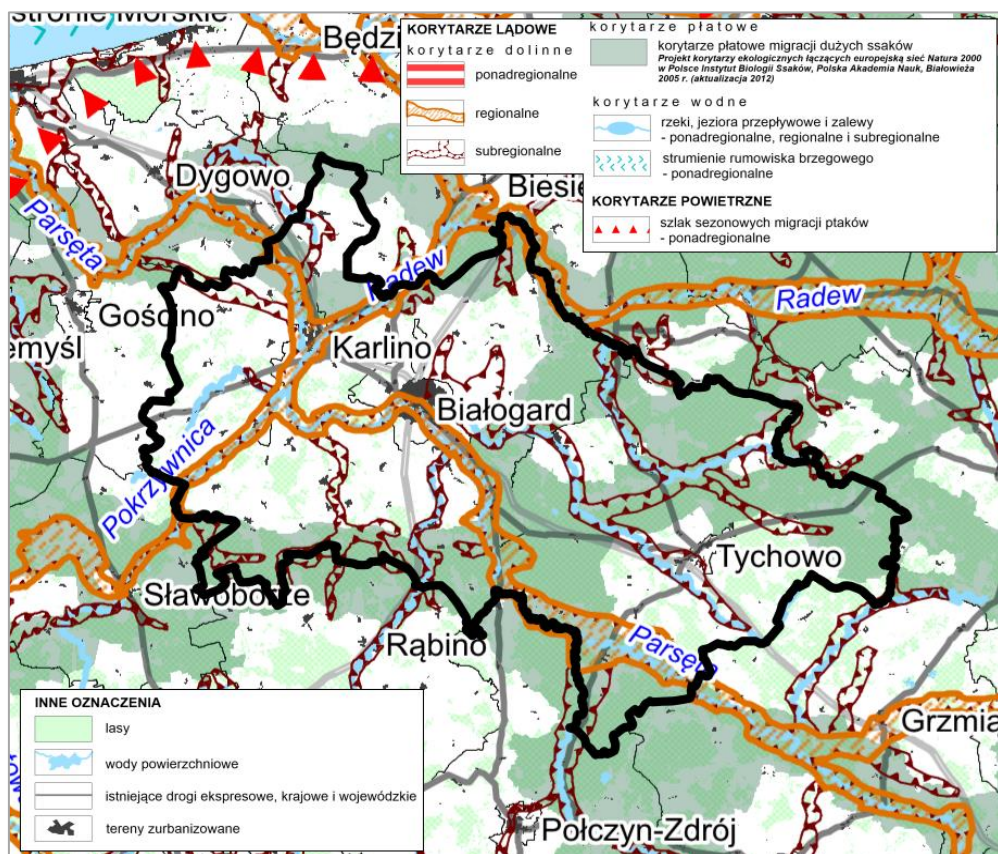 stronie Morskie
Będzi
KORYTARZE LĄDOWE
korytarze dolinne
ponadregionalne
regionalne
subregionalne
korytarze płatowe
korytarze płatowe migracji dużych ssaków
Projekt korytarzy ekologicznych łączących europejską sieć Natura 2000
w Polsce Instytut Biologii Ssaków, Polska Akademia Nauk, Białowieża
2005 r. (aktualizacja 2012)
korytarze wodne
rzeki, jeziora przepływowe i zalewy
- ponadregionalne, regionalne i subregionalne
strumienie rumowiska brzegowego
- ponadregionalne
KORYTARZE POWIETRZNE
szlak sezonowych migracji ptaków
- ponadregionalne
Dygowo
Biesie
Parsęta
Radew
Radew
Gościno
emyśl
Karlino
Białogard
Pokrzywnica
Tychowo
Sławoborze
Rąbino
Parsęta
Grzmia
Połczyn-Zdrój
INNE OZNACZENIA
lasy
wody powierzchniowe
istniejące drogi ekspresowe, krajowe i wojewódzkie
tereny zurbanizowane